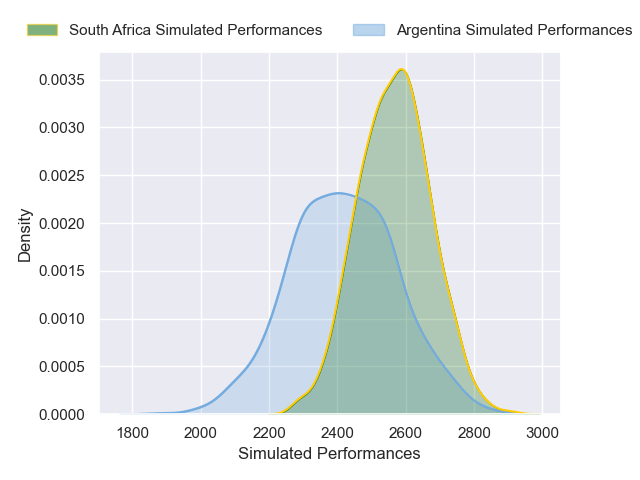 South Africa Simulated Performances Argentina Simulated Performances
0.0035
0.0030
0.0025
0.0020
0.0015
0.0010
0.0005
0.0000
Density
1800 2000 2200 2400 2600 2800 3000
Simulated Performances